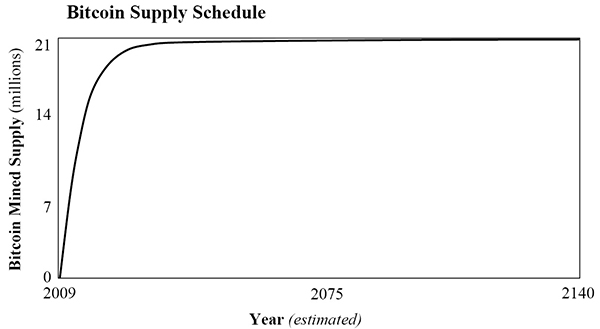 Bitcoin Supply Schedule
21
14
7
0
Bitcoin Mined Supply (millions)
2009 2075 2140
Year (estimated)